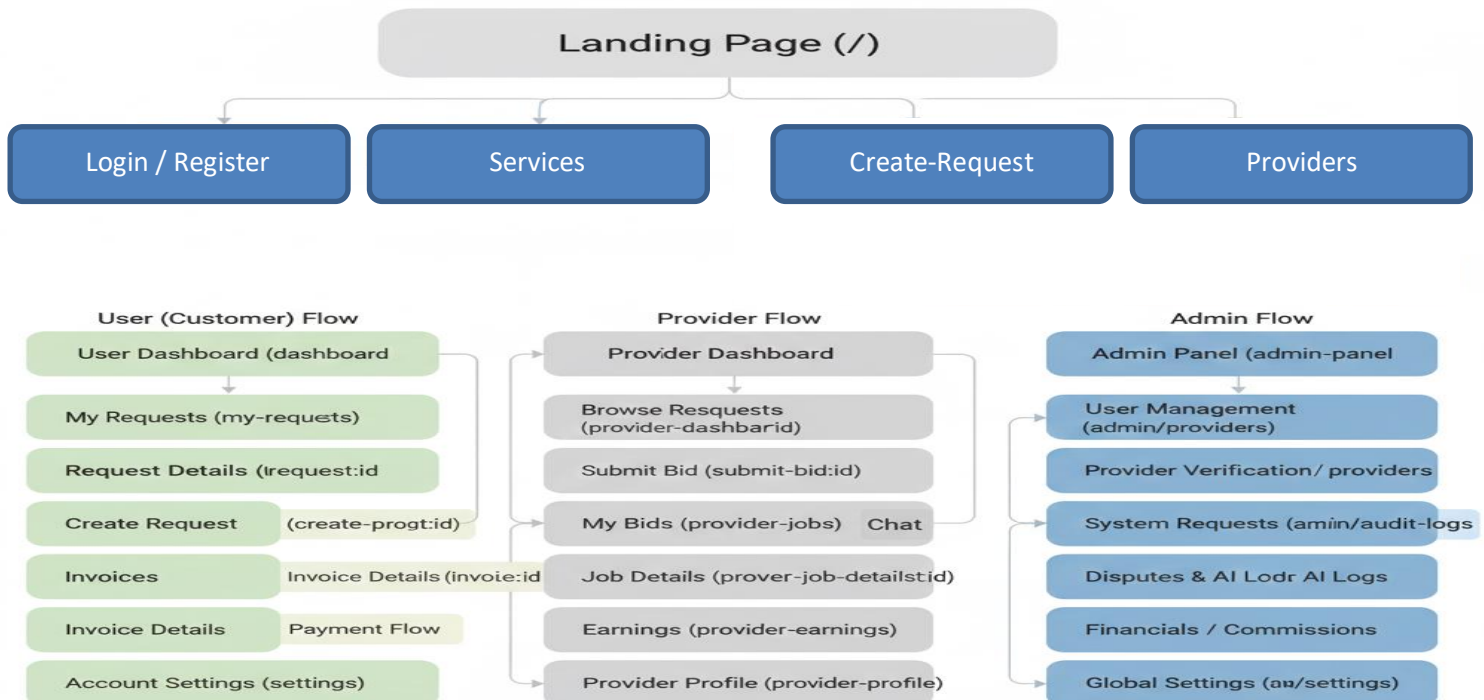 Landing Page (/)
Login / Register
Services
Create-Request
Providers
User (Customer) Flow
User Dashboard (dashboard
My Requests (my-requests)
Request Details (lrequest:id
Create Request (create-progt:id)
Invoices Invoice Details (invoie:id
Invoice Details Payment Flow
Account Settings (settings)
Provider Flow
Provider Dashboard
Browse Resquests
(provider-dashbarid)
Submit Bid (submit-bid:id)
My Bids (provider-jobs) Chat
Job Details (prover-job-detailst:id)
Earnings (provider-earnings)
Provider Profile (provider-profile)
Admin Flow
Admin Panel (admin-panel
User Management
(admin/providers)
Provider Verification/ providers
System Requests (amin/audit-logs
Disputes & AI Lodr AI Logs
Financials / Commissions
Global Settings